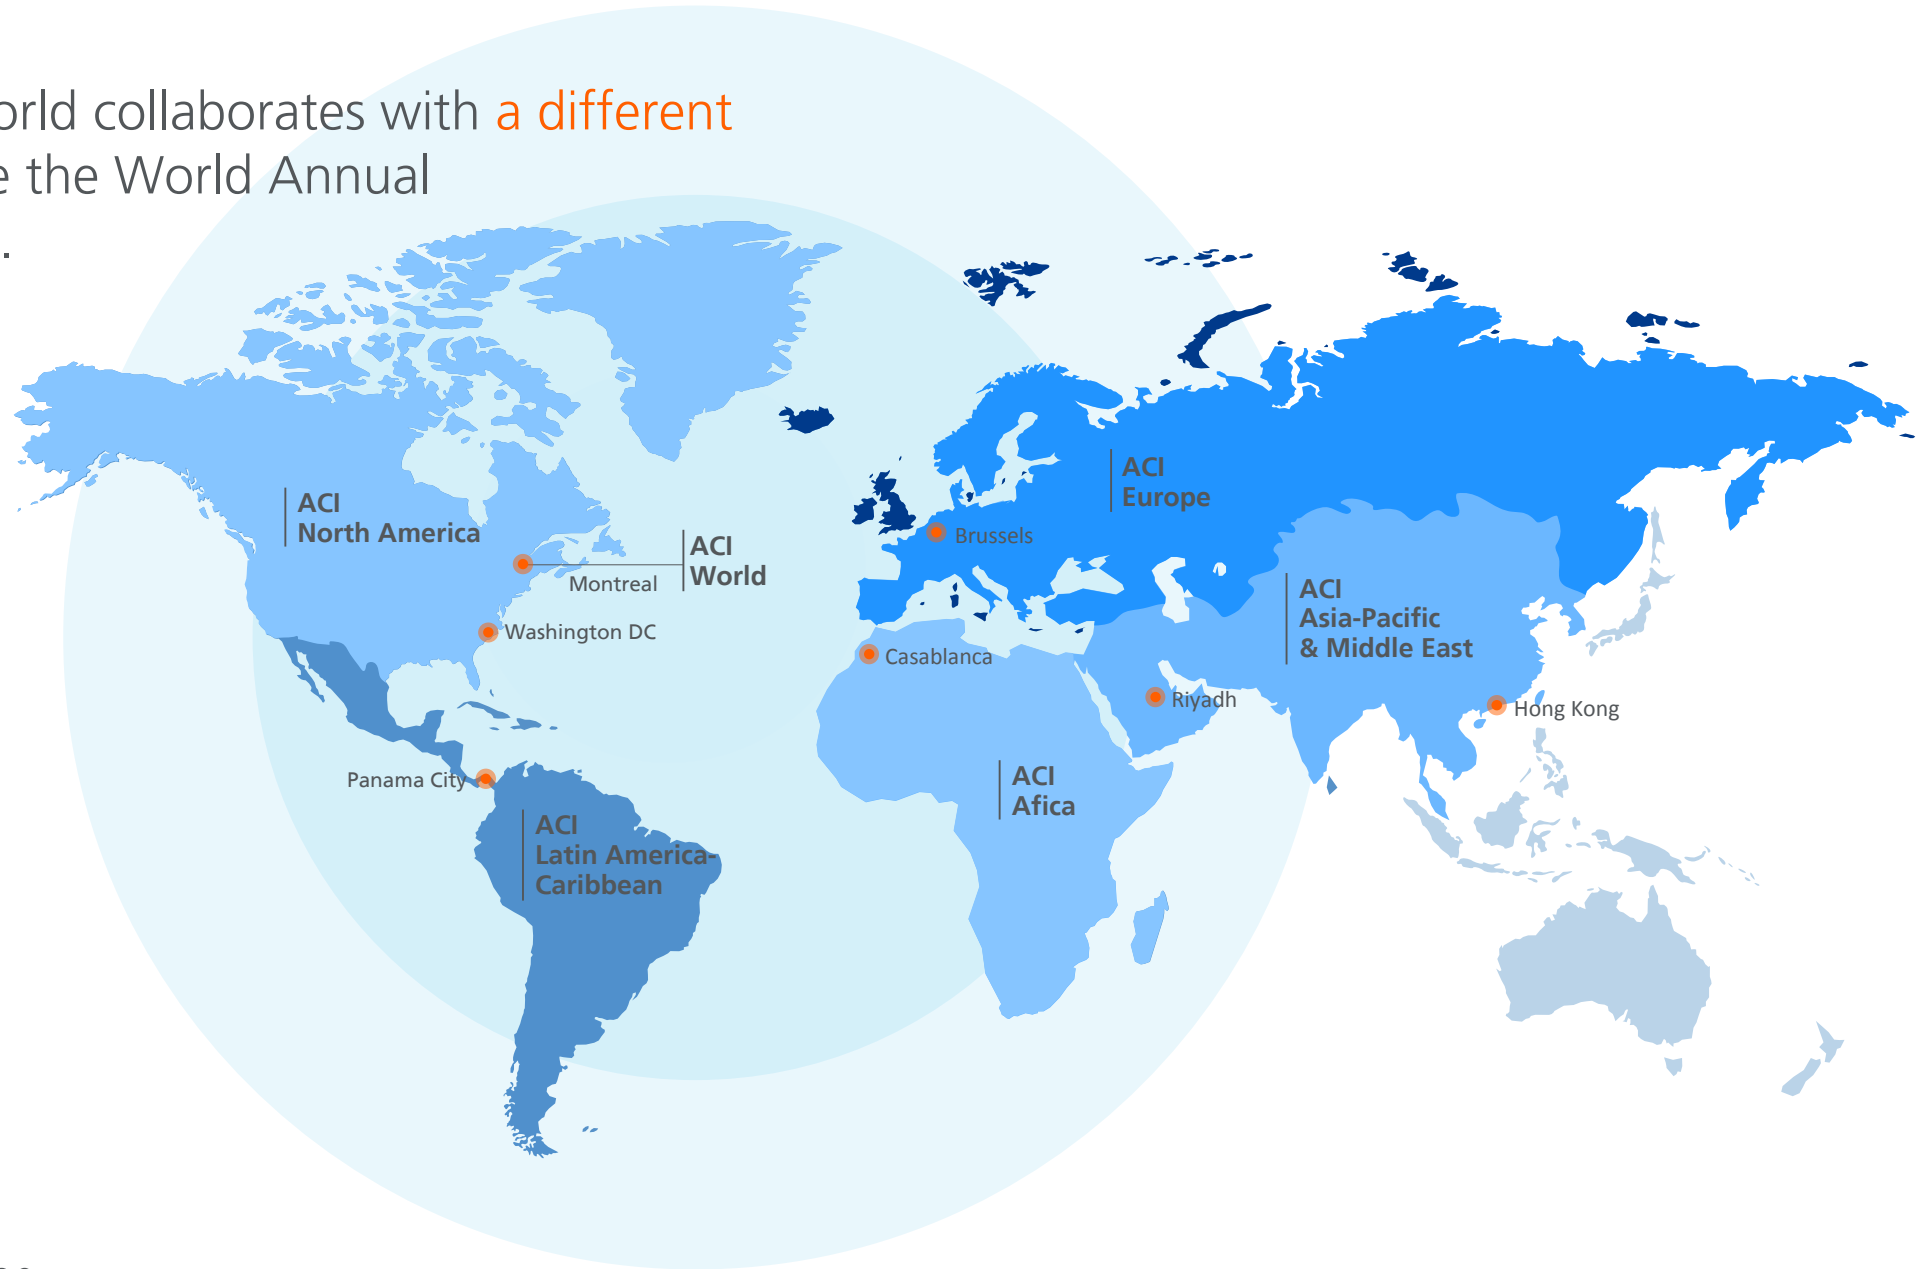 orld collaborates with a different
e the World Annual
.
ACI
North America
ACI
World
Montreal
Washington DC
Panama City
ACI
Latin America-
Caribbean
ACI
Europe
Brussels
Casablanca
ACI
Afica
Riyadh
ACI
Asia-Pacific
& Middle East
Hong Kong